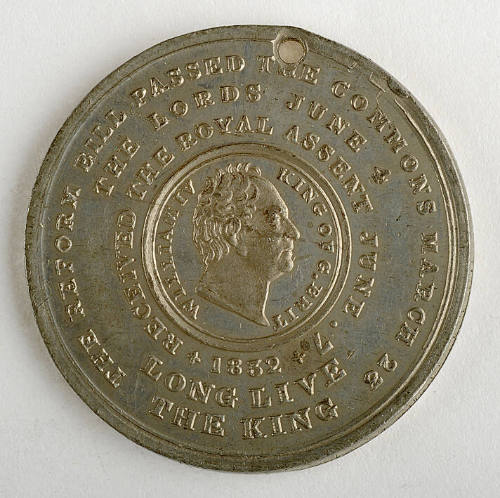 THE REFORM BILL PASSED THE COMMONS MARCH 23
THE LORDS JUNE 4
RECEIVED THE ROYAL ASSENT JUNE 7
WILLIAM IV KING OF G. BRIT
1832
LONG LIVE
THE KING